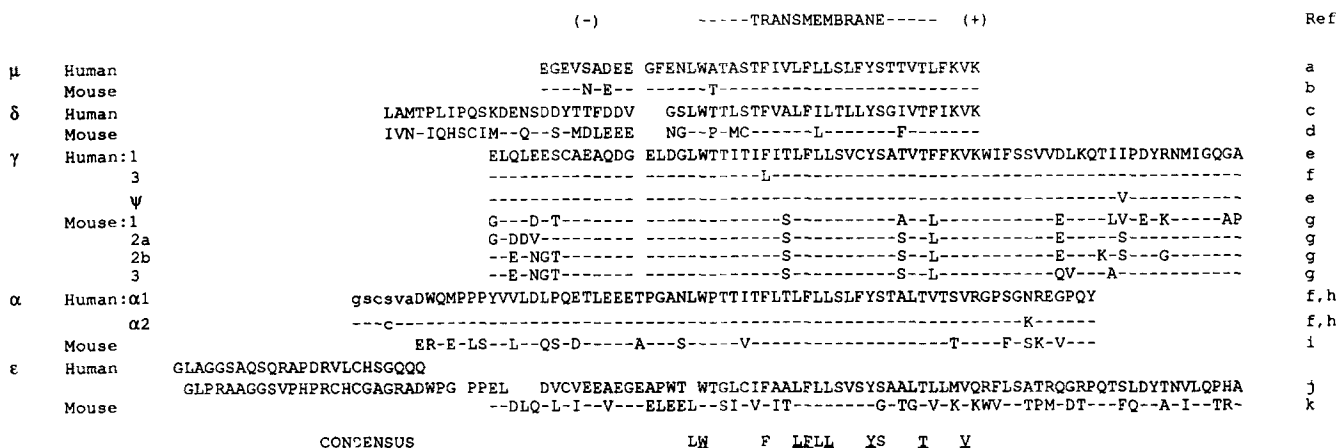 (-) -----TRANSMEMBRANE----- (+) Ref
μ Human EGEVSADEE GFENLWATASTFIVLFLLSLFYSTTVTLFKVK a
Mouse ----N-E-- -------T-------------------------- b
δ Human LAMTPLIPQSKDENSDDYTTFDDV GSLWTTLSTFVALFILTLLYSGIVTFIKVK c
Mouse IVN-IQHSCIM--Q--S-MDLEEE NG--P-MC------L-------F------- d
γ Human:1 ELQLEESCAEAQDG ELDGLWTTITIFITLFLLSVCYSATVTFFKVKWIFSSVVDLKQTIIPDYRNMIGQGA e
3 -------------- ------------L---------------------------------------------- f
ψ -------------- -----------------------------------------------V----------- e
Mouse:1 G---D-T------- --------------S----------A--L-----------E----LV-E-K-----AP g
2a G-DDV--------- --------------S----------S--L-----------E-----S----------- g
2b --E-NGT------- --------------S----------S--L-----------E---K-S---R------- g
3 --E-NGT------- --------------S----------S--L-----------QV---A------------ g
α Human:α1 gscsvaDWQMPPPYVVLDLPQETLEEETPGANLWPTTITFLTLFLLSLFYSTALTVTSVRGPSGNREGPQY f,h
α2 ---c------------------------------------------------------------K------ f,h
Mouse ER-E-LS--L--QS-D-----A---S-----V-------------------T----F-SK-V--- i
ε Human GLAGGSAQSQRAPDRVLCHSGQQQ
GLPRAAGGSVPHPRCHCGAGRADWPG PPEL DVCVEEAEGEAPWT WTGLCIFAALFLLSVSYSAALTLLMVQRFLSATRQGRPQTSLDYTNVLQPHA j
Mouse --DLQ-L-I--V---ELEEL--SI-V-IT--------G-TG-V-K-KWV--TPM-DT---FQ--A-I--TR- k
CONSENSUS LW F LFLL YS T V